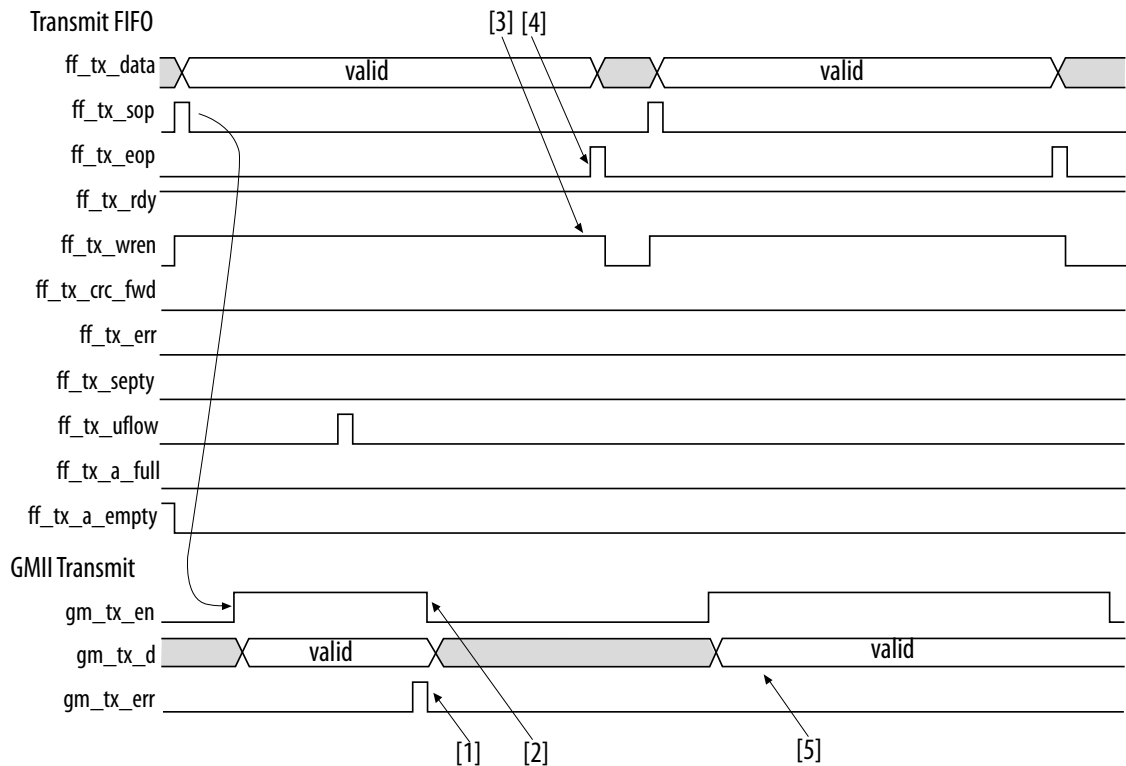 Transmit FIFO
[3] [4]
ff_tx_data
valid
valid
ff_tx_sop
ff_tx_eop
ff_tx_rdy
ff_tx_wren
ff_tx_crc_fwd
ff_tx_err
ff_tx_septy
ff_tx_uflow
ff_tx_a_full
ff_tx_a_empty
GMII Transmit
gm_tx_en
gm_tx_d
valid
valid
gm_tx_err
[1]
[2]
[5]